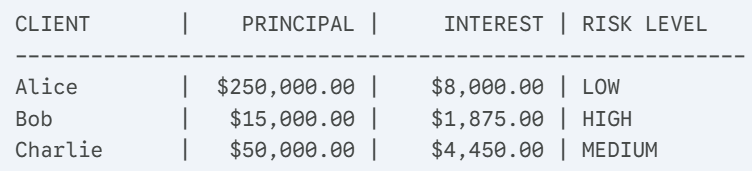 CLIENT       |    PRINCIPAL |     INTEREST | RISK LEVEL
----------------------------------------------------------
Alice        |  $250,000.00 |    $8,000.00 | LOW
Bob          |   $15,000.00 |    $1,875.00 | HIGH
Charlie      |   $50,000.00 |    $4,450.00 | MEDIUM